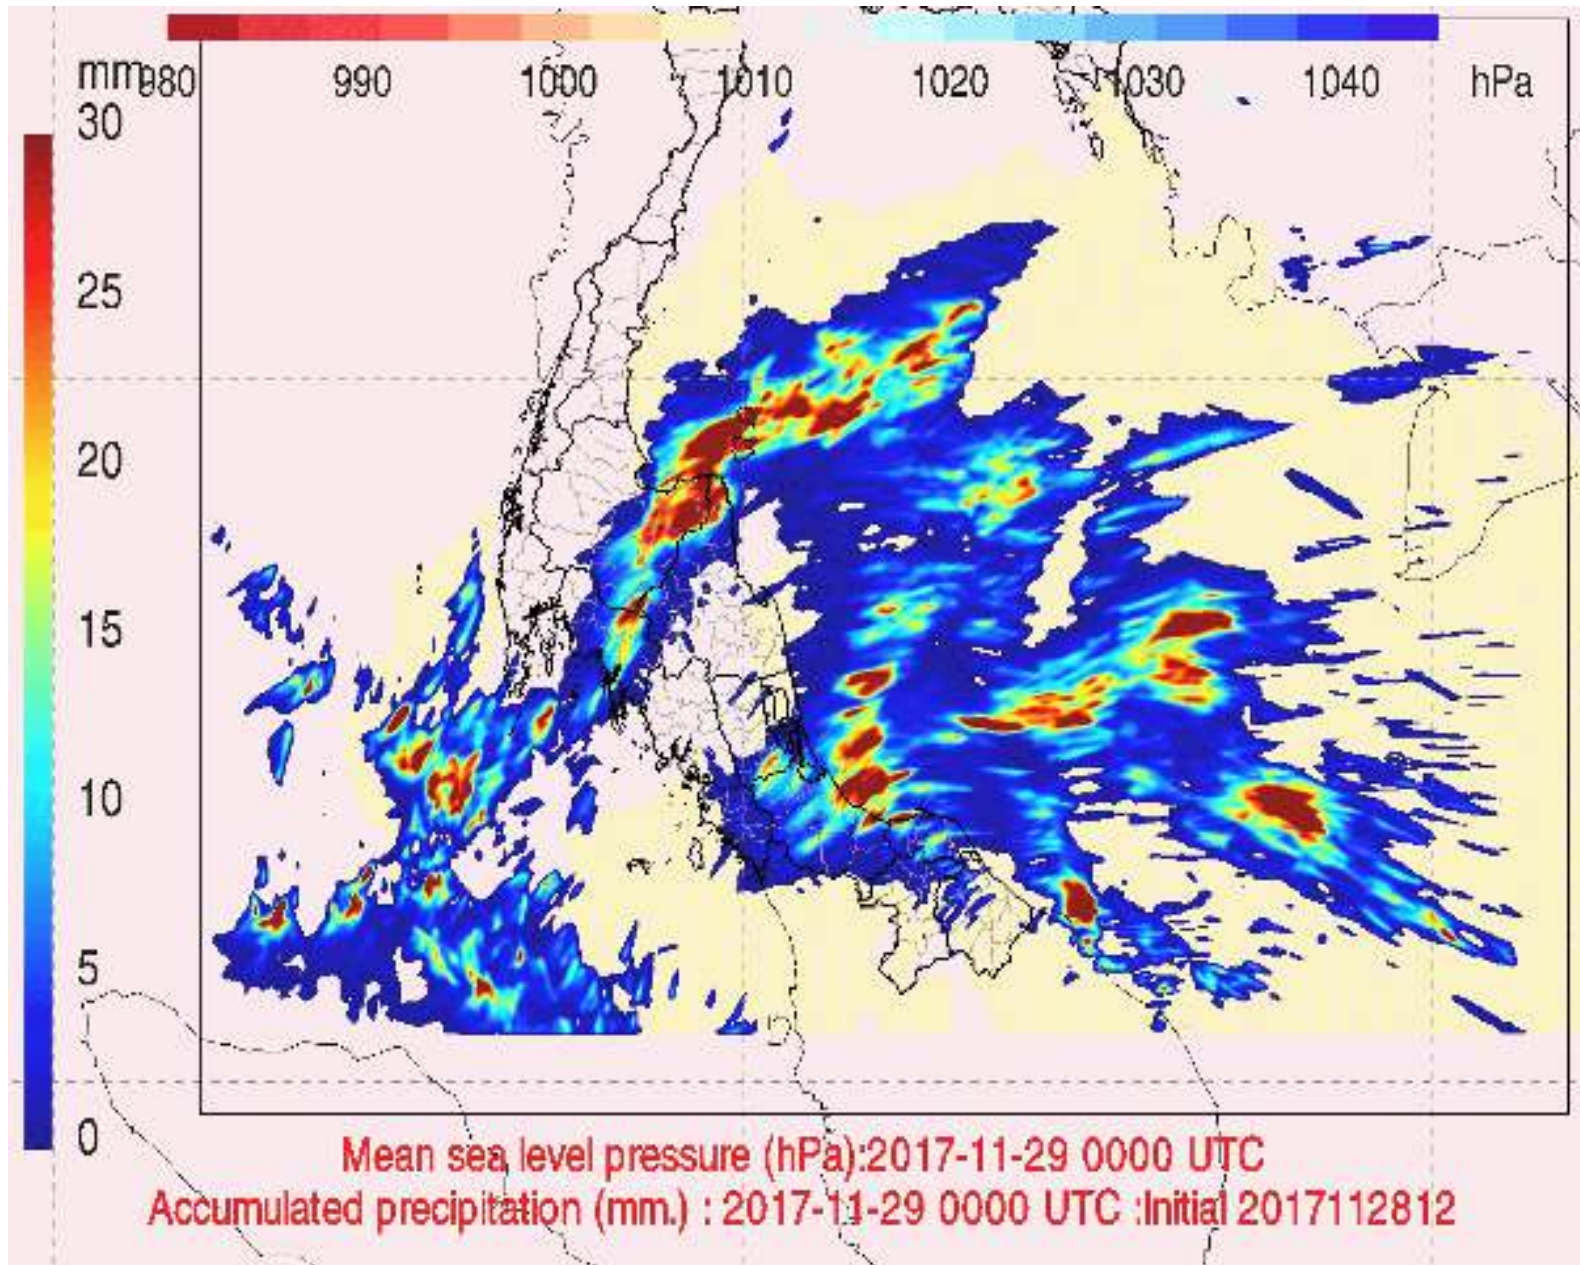 mm
980 990 1000 1010 1020 1030 1040 hPa
30
25
20
15
10
5
0
Mean sea level pressure (hPa):2017-11-29 0000 UTC
Accumulated precipitation (mm.) : 2017-11-29 0000 UTC :Initial 2017112812